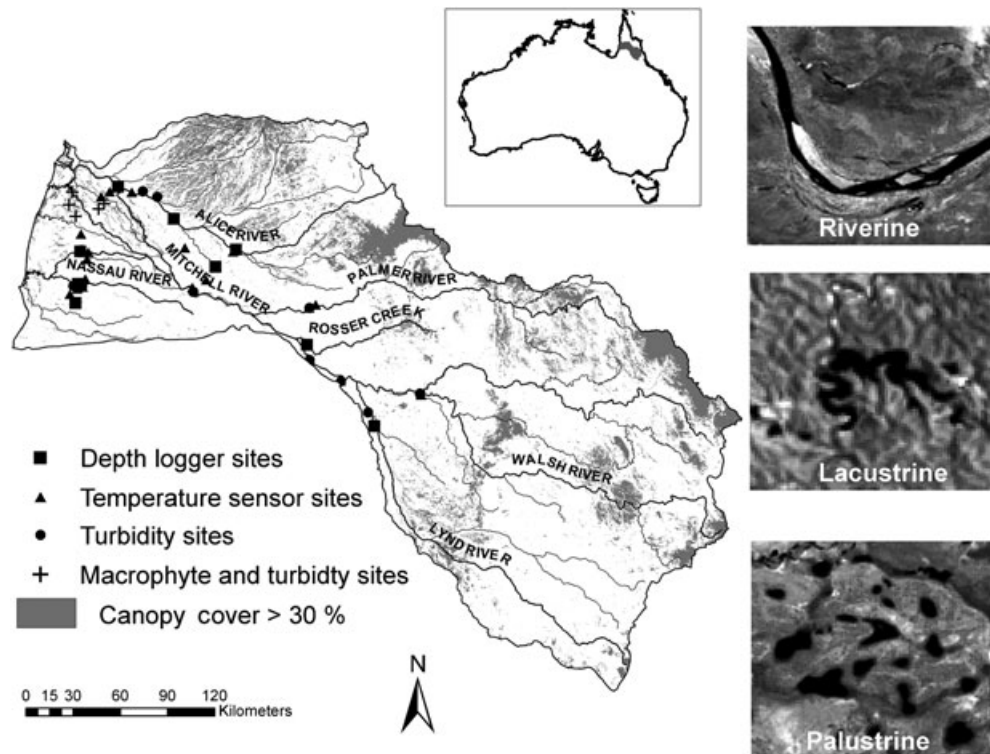 Riverine
ALICE RIVER
MITCHELL RIVER
PALMER RIVER
NASSAU RIVER
ROSSER CREEK
Lacustrine
WALSH RIVER
LYND RIVER
Depth logger sites
Temperature sensor sites
Turbidity sites
Macrophyte and turbidty sites
Canopy cover > 30 %
N
0 15 30 60 90 120
Kilometers
Palustrine